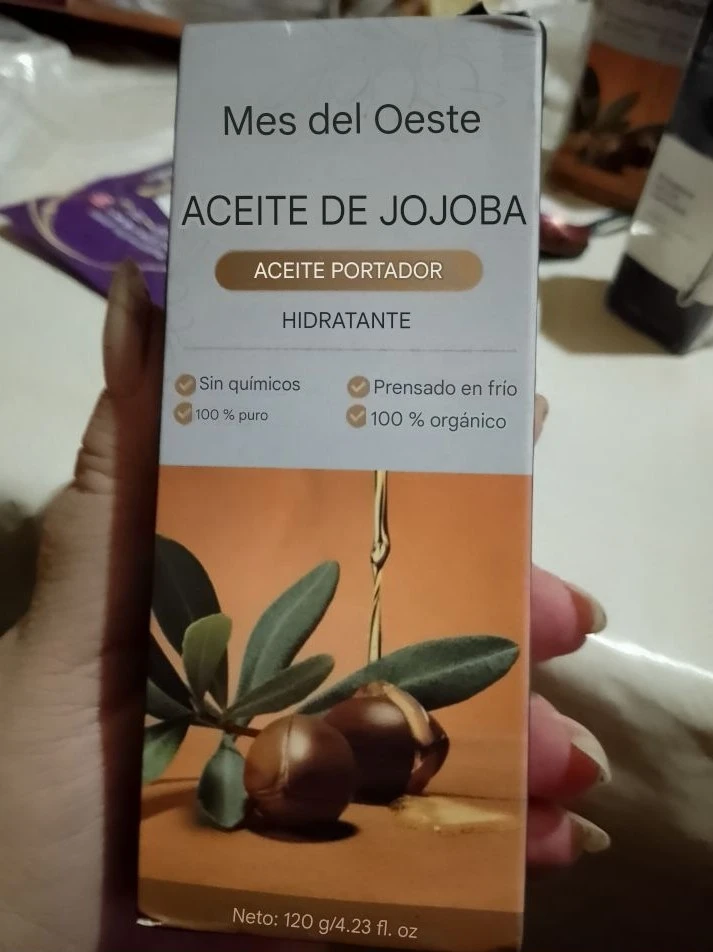 Mes del Oeste
ACEITE DE JOJOBA
ACEITE PORTADOR
HIDRATANTE
Sin químicos
Prensado en frío
100 % puro
100 % orgánico
Neto: 120 g/4.23 fl. oz